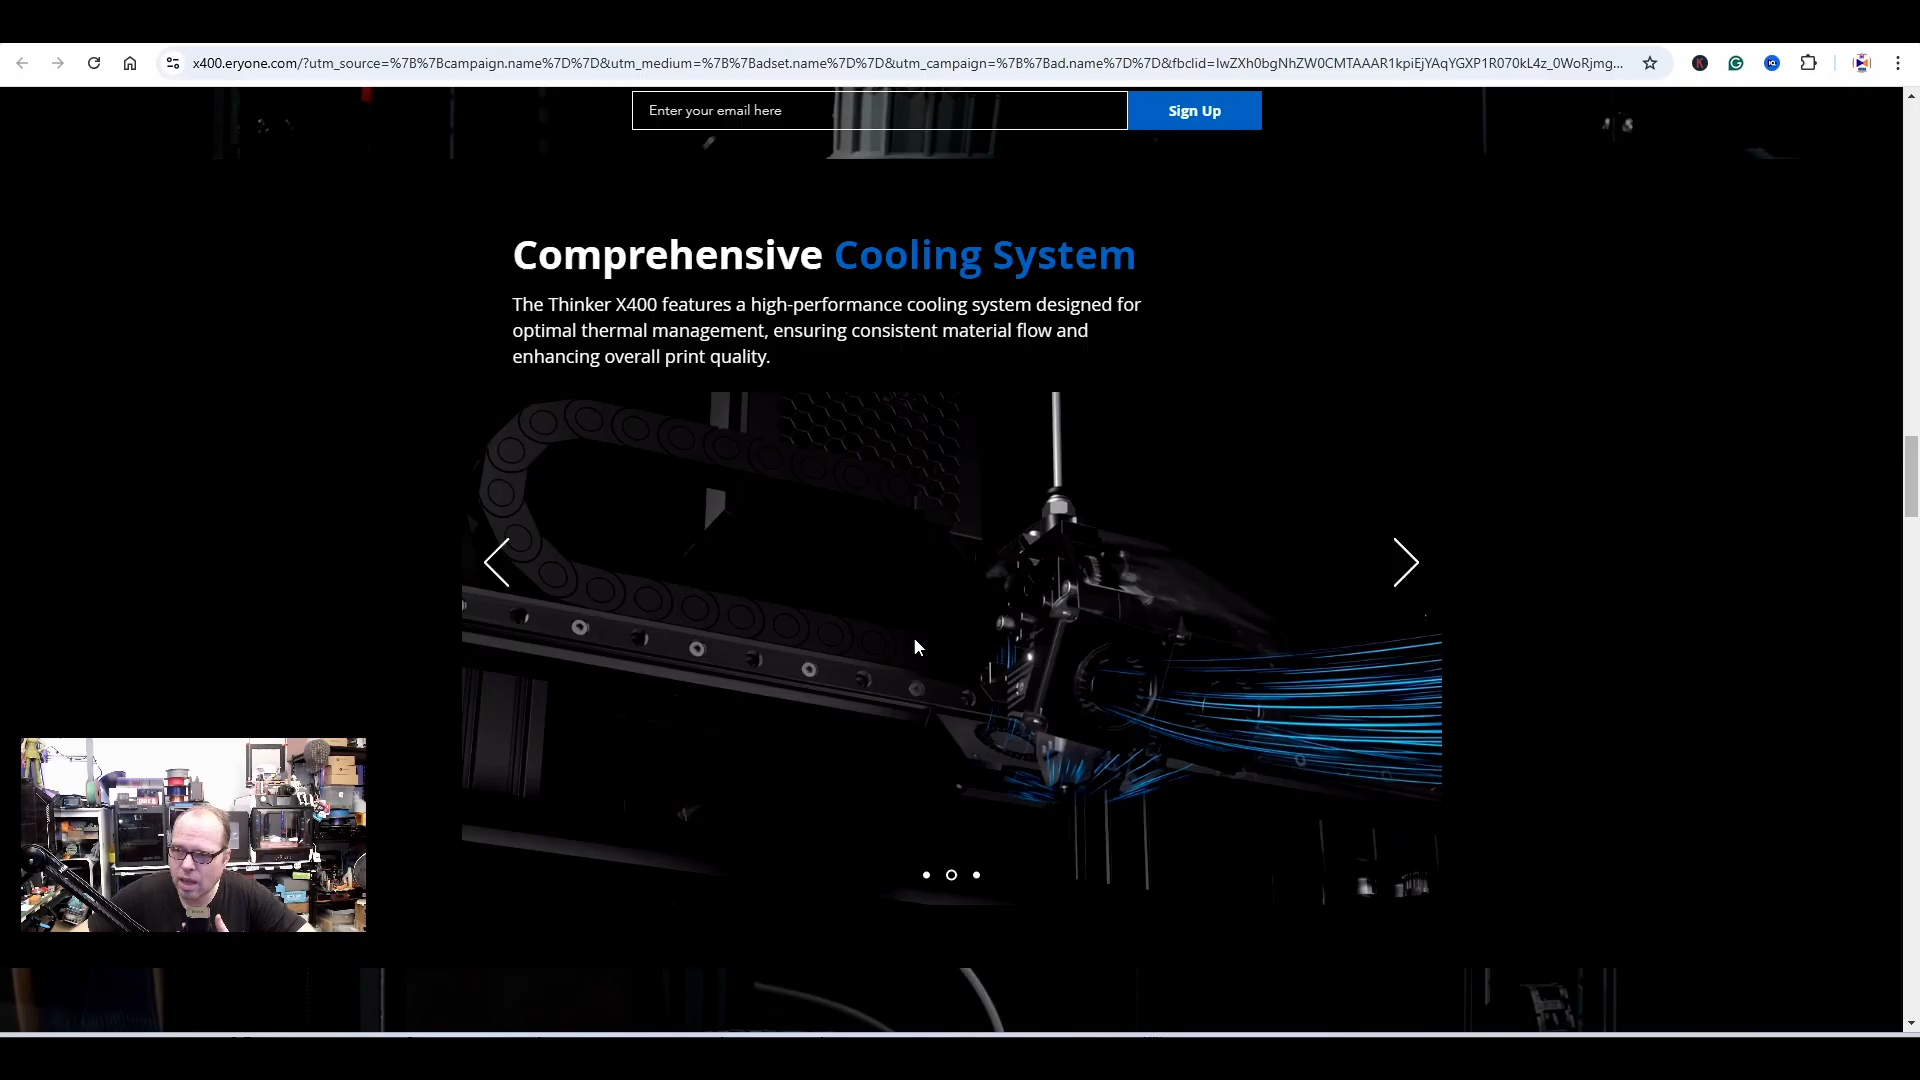 x400.eryone.com/?utm_source=%7B%7Bcampaign.name%7D%7D&utm_medium=%7B%7Badset.name%7D%7D&utm_campaign=%7B%7Bad.name%7D%7D&fbclid=IwZXh0bgNhZW0CMTAAAR1kpiEjYAqYGXP1R070kL4z_0WoRjmg...
Enter your email here
Sign Up
Comprehensive Cooling System
The Thinker X400 features a high-performance cooling system designed for
optimal thermal management, ensuring consistent material flow and
enhancing overall print quality.